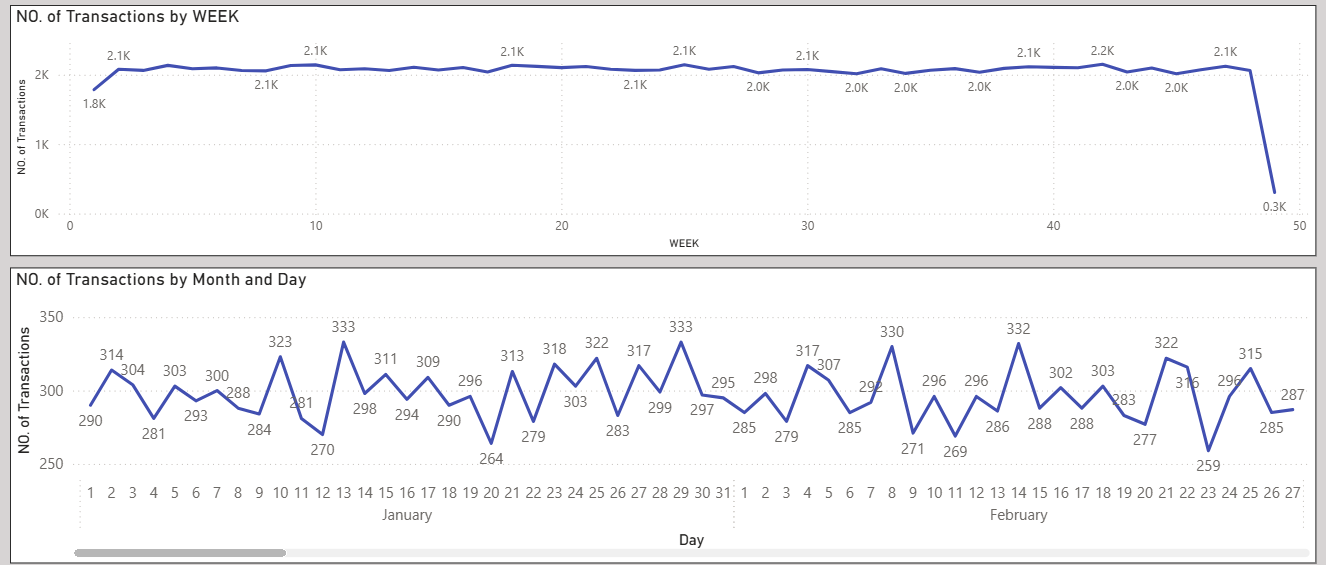 NO. of Transactions by WEEK
NO. of Transactions
2K
1K
0K
2.1K 2.1K 2.1K 2.1K 2.1K 2.1K 2.2K 2.1K
1.8K 2.1K 2.1K 2.0K 2.0K 2.0K 2.0K 2.0K 2.0K 0.3K
0 10 20 30 40 50
WEEK
NO. of Transactions by Month and Day
NO. of Transactions
350
300
250
290 314 304 281 303 293 300 288 284 323 281 270 333 298 311 294 309 290 296 264 313 279 318 303 322 283 317 299 333 297 295 285 298 279 317 307 285 292 330 271 296 269 296 286 332 288 302 288 303 283 277 322 316 259 296 315 285 287
1 2 3 4 5 6 7 8 9 10 11 12 13 14 15 16 17 18 19 20 21 22 23 24 25 26 27 28 29 30 31 1 2 3 4 5 6 7 8 9 10 11 12 13 14 15 16 17 18 19 20 21 22 23 24 25 26 27
January February
Day